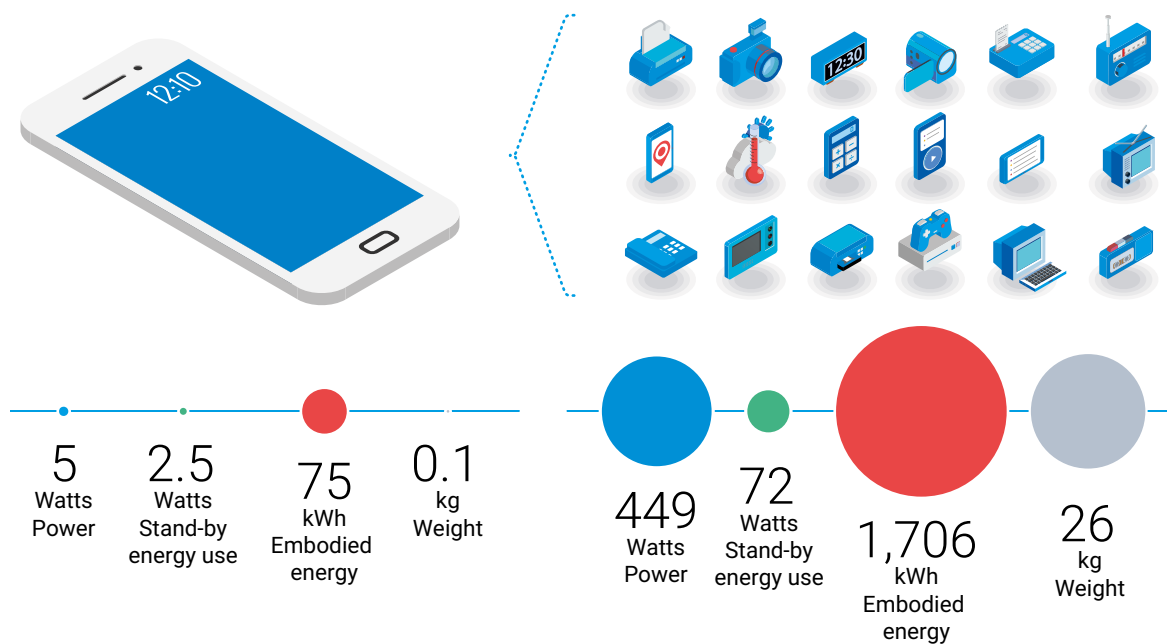 12:10
12:30
5
Watts
Power
2.5
Watts
Stand-by
energy use
75
kWh
Embodied
energy
0.1
kg
Weight
449
Watts
Power
72
Watts
Stand-by
energy use
1,706
kWh
Embodied
energy
26
kg
Weight